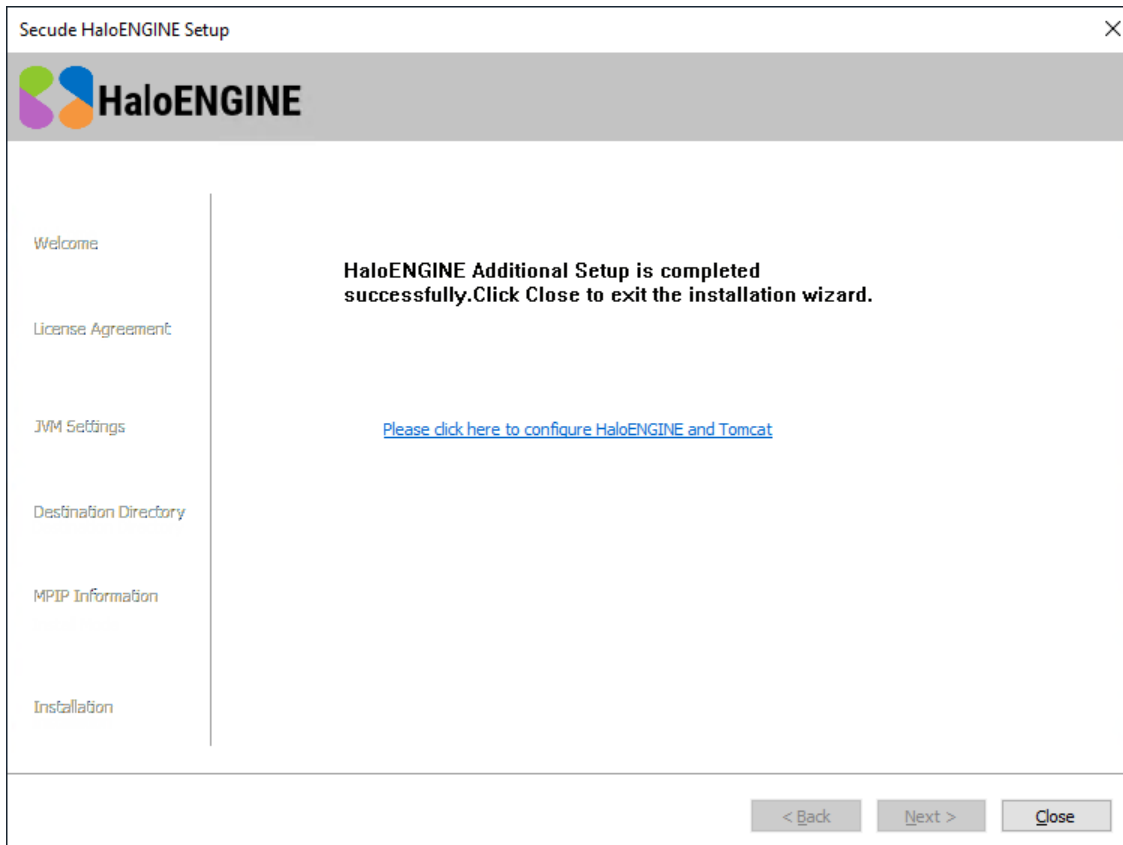 Secude HaloENGINE Setup
HaloENGINE
Welcome
License Agreement
JVM Settings
Destination Directory
MPIP Information
Installation
HaloENGINE Additional Setup is completed
successfully.Click Close to exit the installation wizard.
Please click here to configure HaloENGINE and Tomcat
< Back
Next >
Close